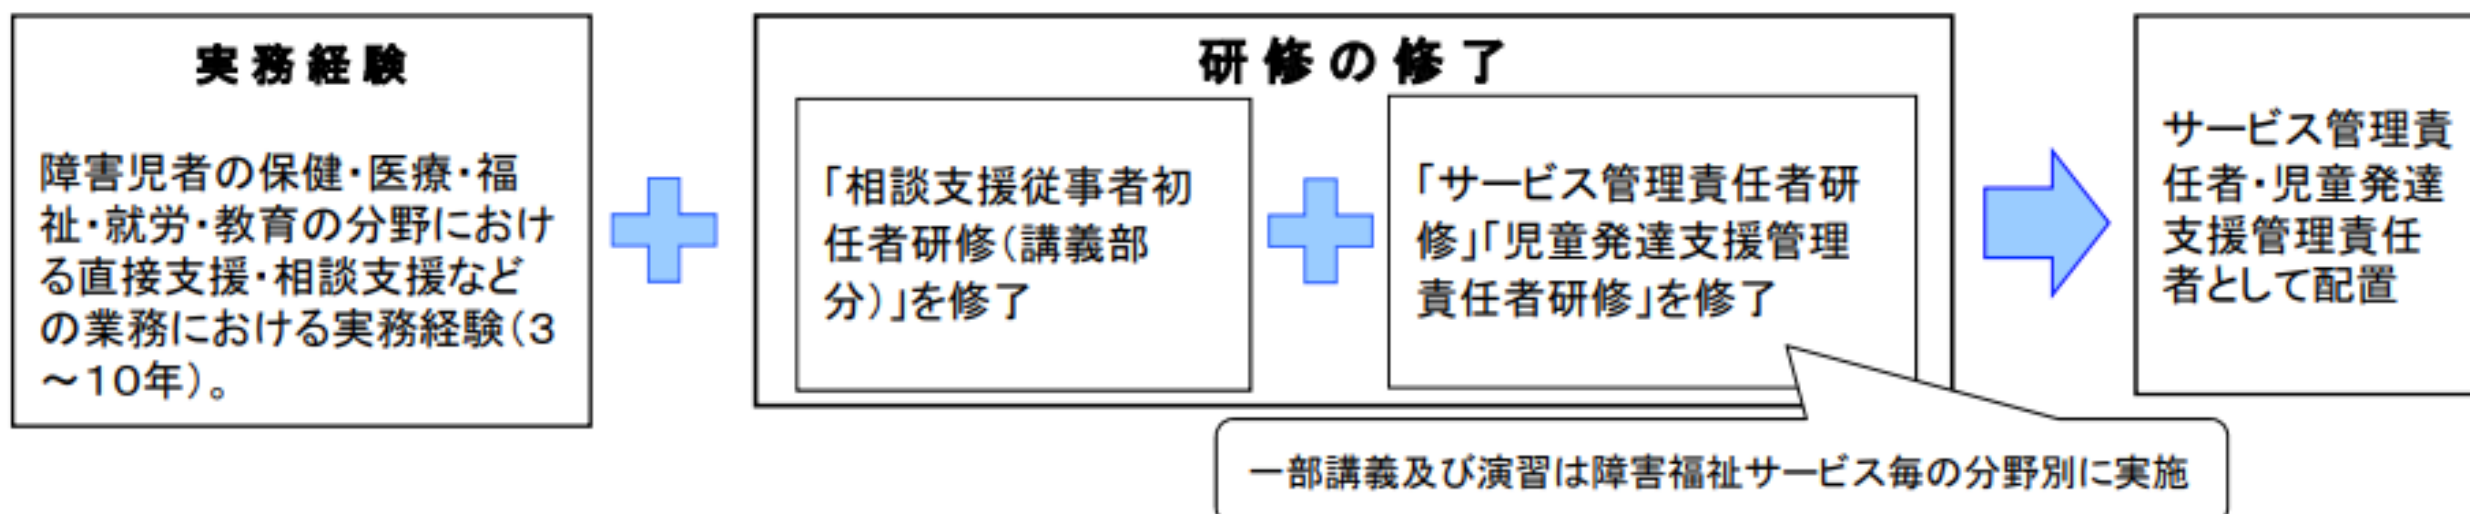 実務経験
障害児者の保健・医療・福
祉・就労・教育の分野におけ
る直接支援・相談支援など
の業務における実務経験(3
～10年)。
研修の修了
「相談支援従事者初
任者研修(講義部
分)」を修了
「サービス管理責任者研
修」「児童発達支援管理
責任者研修」を修了
一部講義及び演習は障害福祉サービス毎の分野別に実施
サービス管理責
任者・児童発達
支援管理責任
者として配置